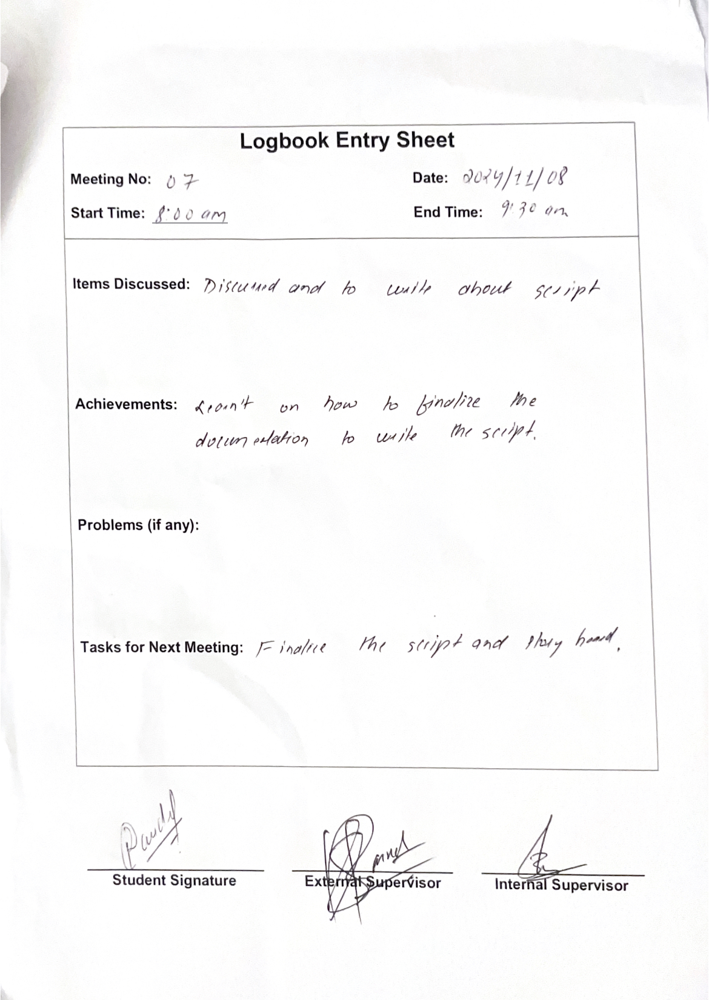 Logbook Entry Sheet
Meeting No: 07
Date: 2024/11/08
Start Time: 8:00 am
End Time: 9:30 am
Items Discussed: Discussed and to write about script
Achievements: Learn't on how to finalize the
documentation to write the script.
Problems (if any):
Tasks for Next Meeting: Finalize the script and story board.
Student Signature
External Supervisor
Internal Supervisor